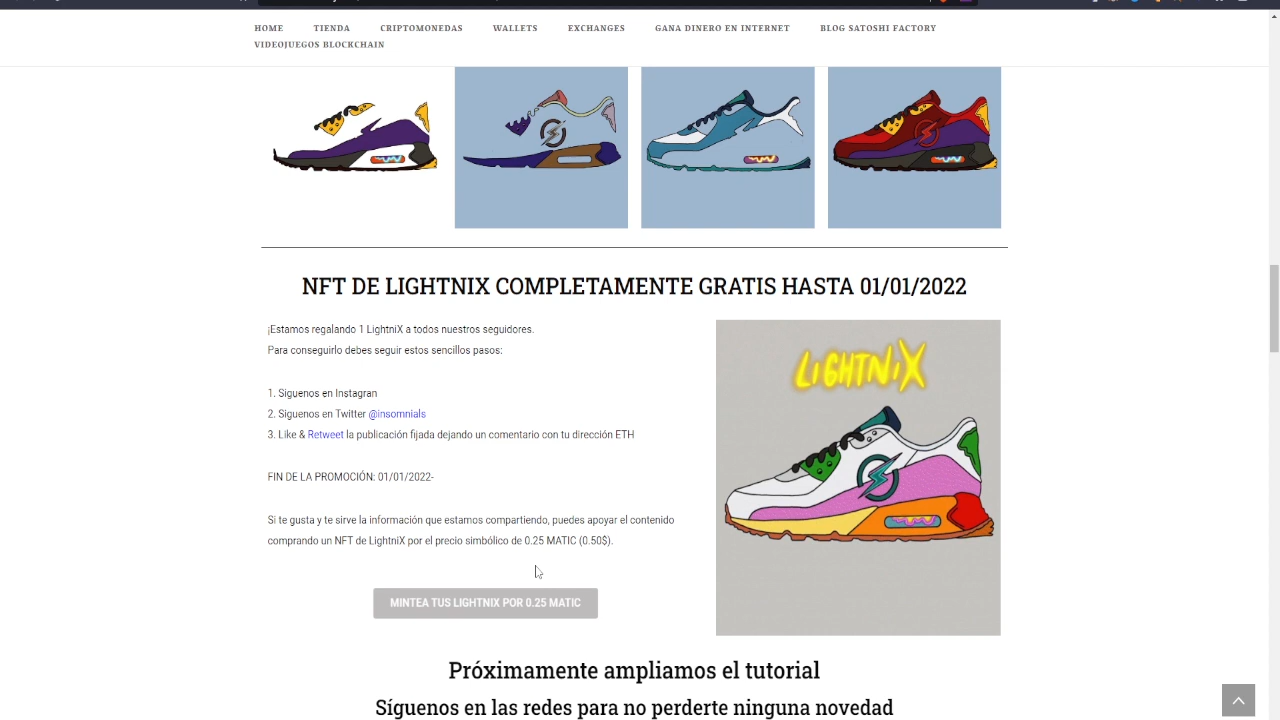 HOME TIENDA CRIPTOMONEDAS WALLETS EXCHANGES GANA DINERO EN INTERNET BLOG SATOSHI FACTORY
VIDEOJUEGOS BLOCKCHAIN
NFT DE LIGHTNIX COMPLETAMENTE GRATIS HASTA 01/01/2022
¡Estamos regalando 1 LightniX a todos nuestros seguidores.
Para conseguirlo debes seguir estos sencillos pasos:
1. Siguenos en Instagran
2. Siguenos en Twitter @insomnials
3. Like & Retweet la publicación fijada dejando un comentario con tu dirección ETH
FIN DE LA PROMOCIÓN: 01/01/2022-
Si te gusta y te sirve la información que estamos compartiendo, puedes apoyar el contenido
comprando un NFT de LightniX por el precio simbólico de 0.25 MATIC (0.50$).
MINTEA TUS LIGHTNIX POR 0.25 MATIC
LIGHTNIX
Próximamente ampliamos el tutorial
Síguenos en las redes para no perderte ninguna novedad